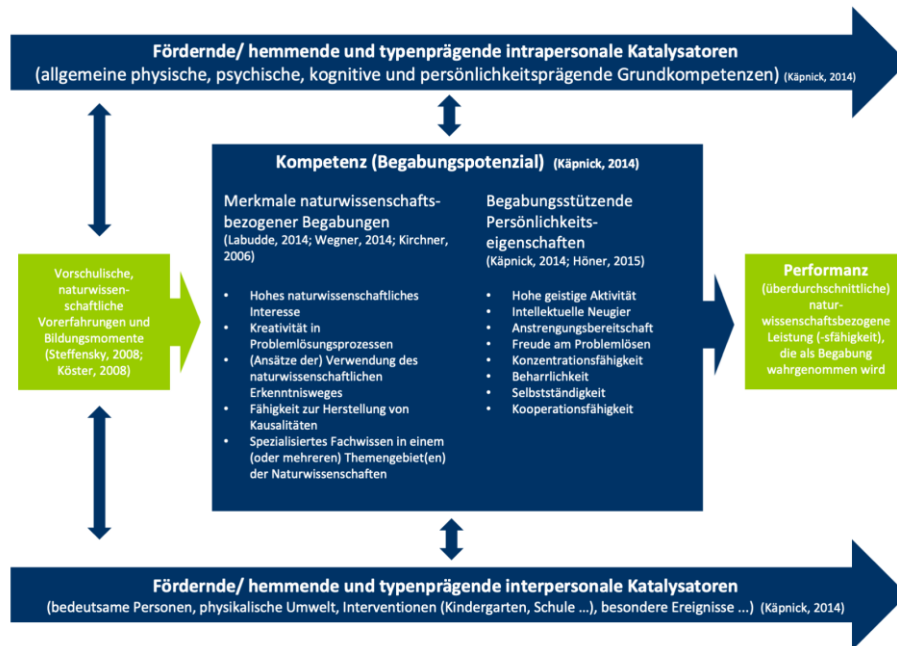 Fördernde/ hemmende und typenprägende intrapersonale Katalysatoren
(allgemeine physische, psychische, kognitive und persönlichkeitsprägende Grundkompetenzen) (Käpnick, 2014)
Kompetenz (Begabungspotenzial) (Käpnick, 2014)
Merkmale naturwissenschafts-
bezogener Begabungen
(Labudde, 2014; Wegner, 2014; Kirchner,
2006)
• Hohes naturwissenschaftliches
Interesse
• Kreativität in
Problemlösungsprozessen
• (Ansätze der) Verwendung des
naturwissenschaftlichen
Erkenntnisweges
• Fähigkeit zur Herstellung von
Kausalitäten
• Spezialisiertes Fachwissen in einem
(oder mehreren) Themengebiet(en)
der Naturwissenschaften
Begabungsstützende
Persönlichkeits-
eigenschaften
(Käpnick, 2014; Höner, 2015)
• Hohe geistige Aktivität
• Intellektuelle Neugier
• Anstrengungsbereitschaft
• Freude am Problemlösen
• Konzentrationsfähigkeit
• Beharrlichkeit
• Selbstständigkeit
• Kooperationsfähigkeit
Vorschulische,
naturwissen-
schaftliche
Vorerfahrungen und
Bildungsmomente
(Steffensky, 2008;
Köster, 2008)
Performanz
(überdurchschnittliche)
natur-
wissenschaftsbezogene
Leistung (-sfähigkeit),
die als Begabung
wahrgenommen wird
Fördernde/ hemmende und typenprägende interpersonale Katalysatoren
(bedeutsame Personen, physikalische Umwelt, Interventionen (Kindergarten, Schule ...), besondere Ereignisse ...) (Käpnick, 2014)